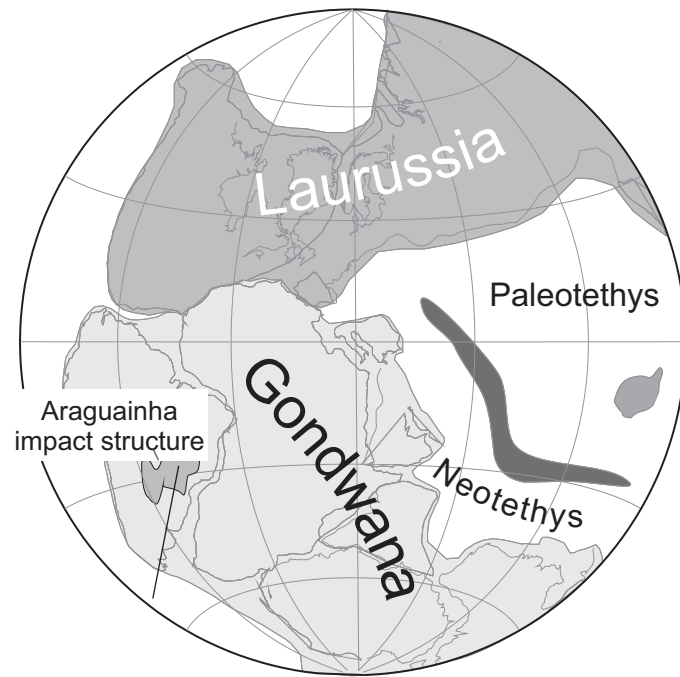 Laurussia
Paleotethys
Gondwana
Araguainha
impact structure
Neotethys